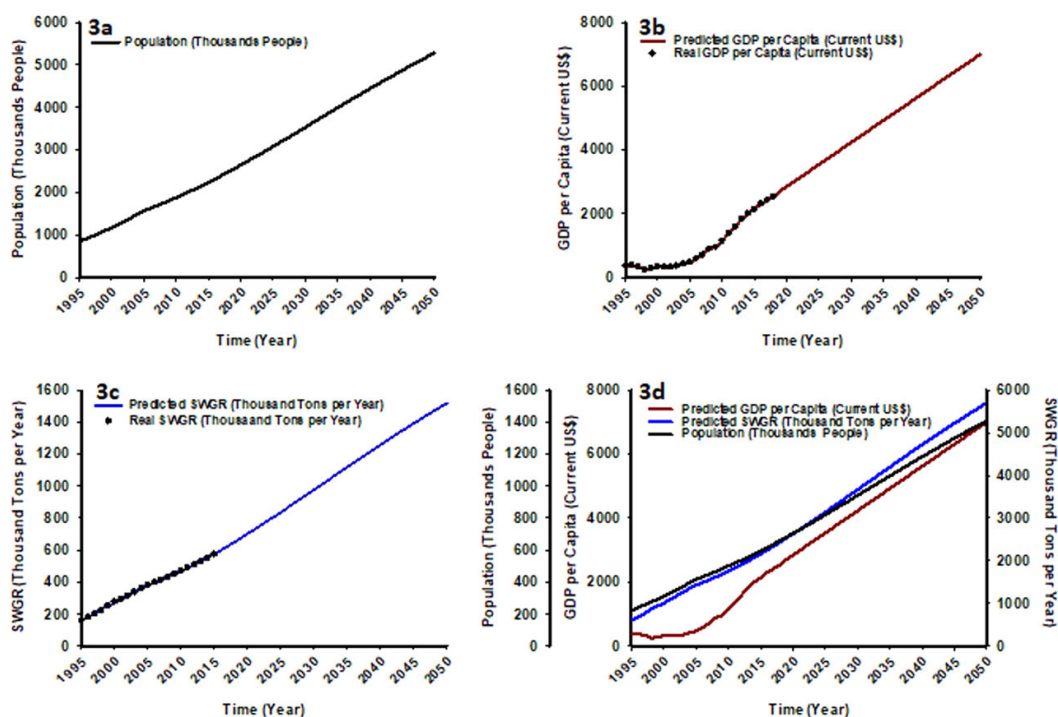 3a
Population (Thousands People)
6000
5000
4000
3000
2000
1000
0
Population (Thousands People)
1995 2000 2005 2010 2015 2020 2025 2030 2035 2040 2045 2050
Time (Year)
3b
Predicted GDP per Capita (Current US$)
Real GDP per Capita (Current US$)
8000
6000
4000
2000
0
GDP per Capita (Current US$)
1995 2000 2005 2010 2015 2020 2025 2030 2035 2040 2045 2050
Time (Year)
3c
Predicted SWGR (Thousand Tons per Year)
Real SWGR (Thousaand Tons per Year)
1600
1400
1200
1000
800
600
400
200
0
SWGR (Thousand Tons per Year)
1995 2000 2005 2010 2015 2020 2025 2030 2035 2040 2045 2050
Time (Year)
3d
Predicted GDP per Capita (Current US$)
Predicted SWGR (Thousand Tons per Year)
Population (Thousands People)
Population (Thousands People)
1600
1400
1200
1000
800
600
400
200
0
GDP per Capita (Current US$)
8000
6000
4000
2000
0
6000
5000
4000
3000
2000
1000
0
SWGR (Thousand Tons per Year)
1995 2000 2005 2010 2015 2020 2025 2030 2035 2040 2045 2050
Time (Year)